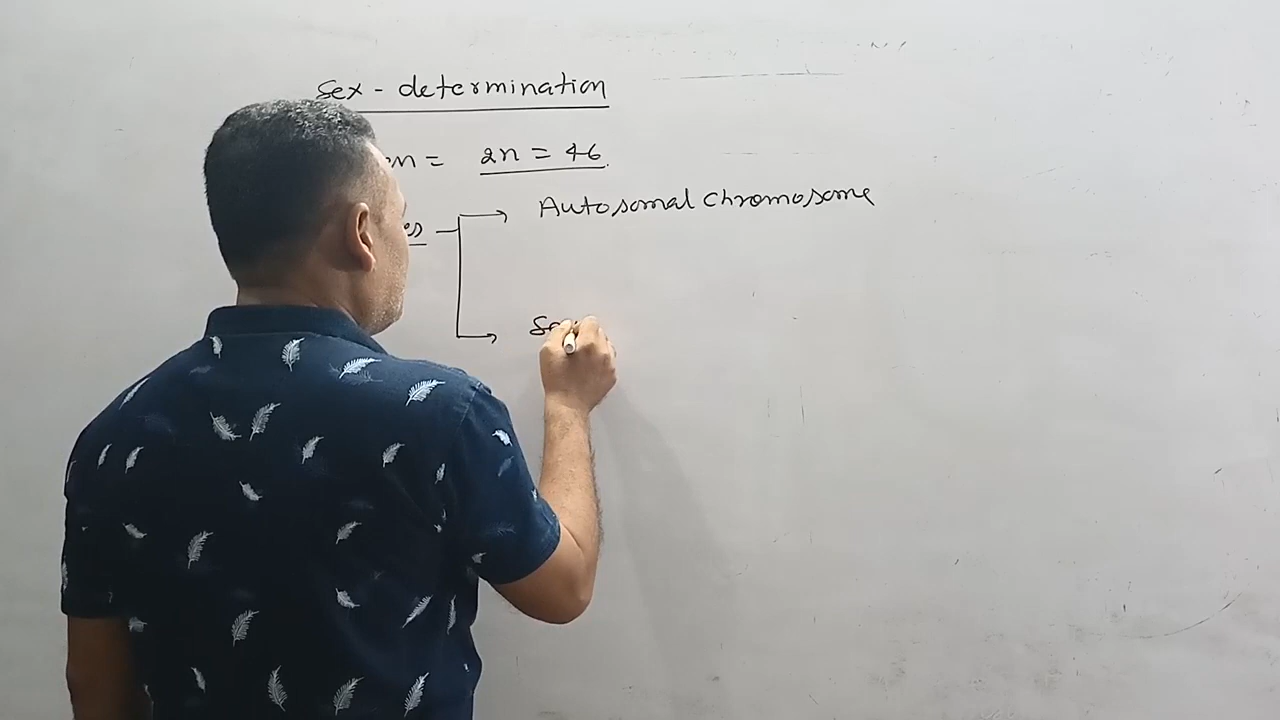 Sex - determination
2n = 46
Autosomal chromosome